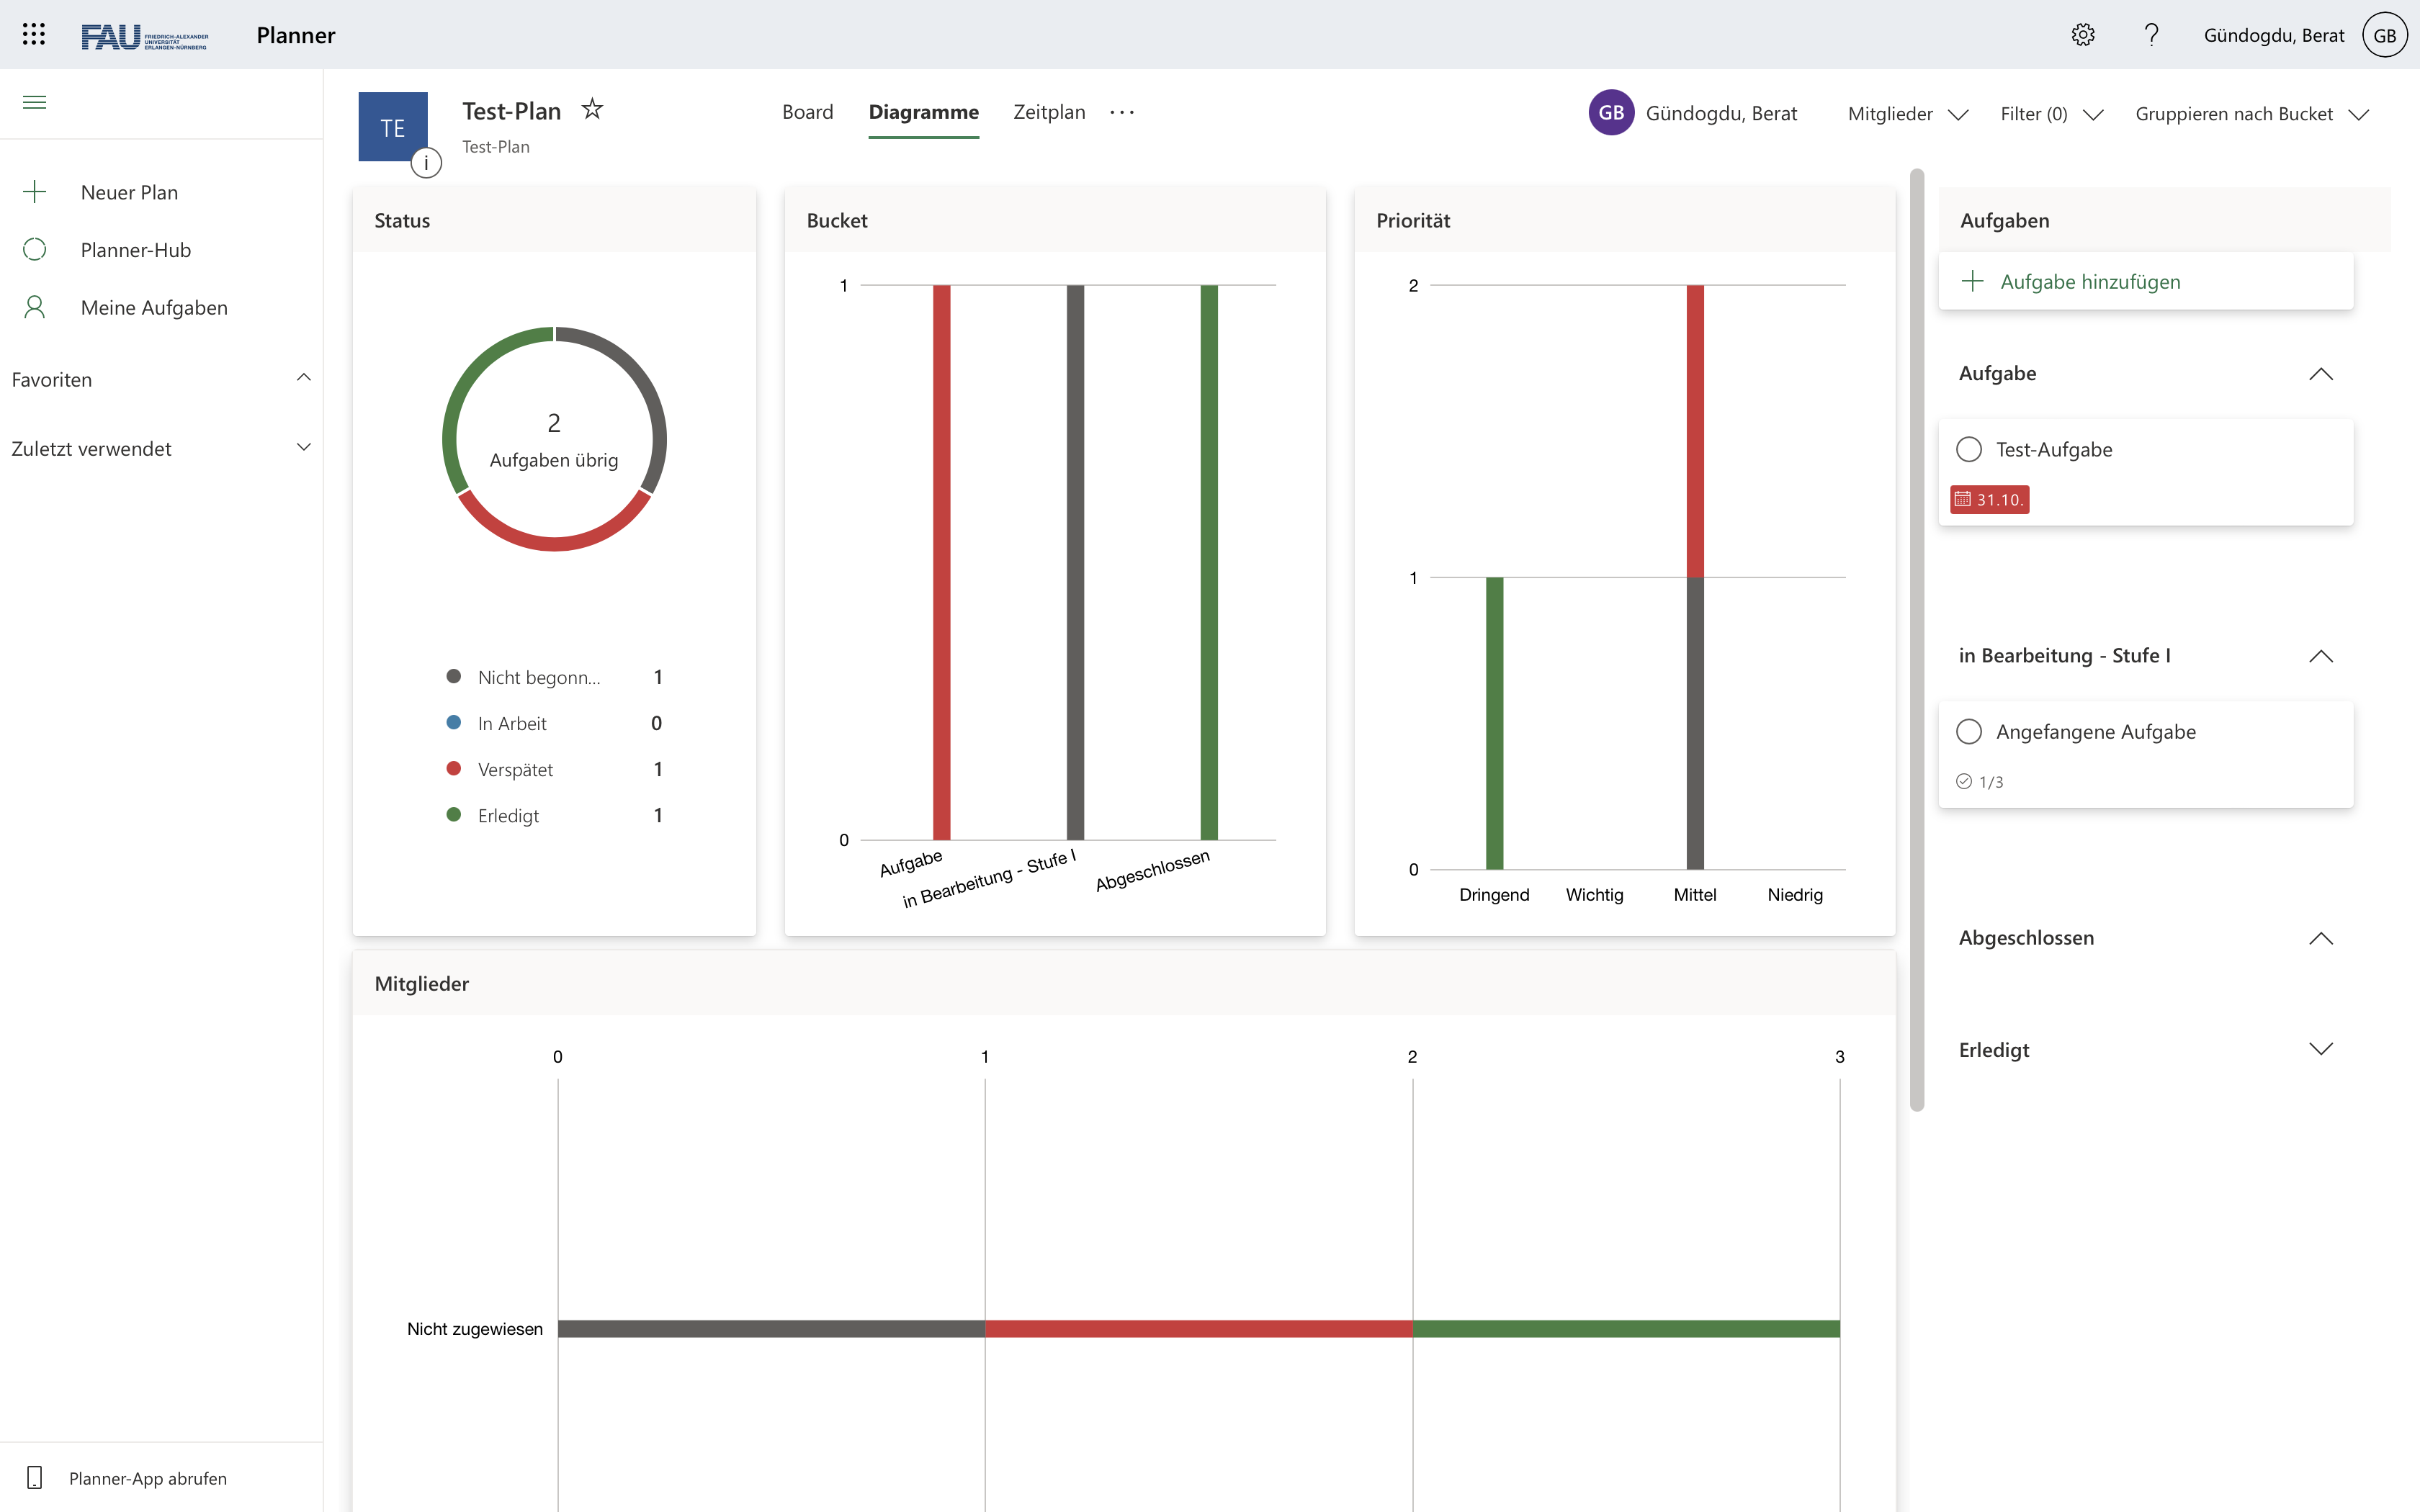 FAU FRIEDRICH-ALEXANDER
UNIVERSITÄT
ERLANGEN-NÜRNBERG
Planner
?
Gündogdu, Berat
GB
Neuer Plan
Planner-Hub
Meine Aufgaben
Favoriten
Zuletzt verwendet
Planner-App abrufen
TE
i
Test-Plan
Test-Plan
Board
Diagramme
Zeitplan
···
GB
Gündogdu, Berat
Mitglieder
Filter (0)
Gruppieren nach Bucket
Status
2
Aufgaben übrig
Nicht begonn... 1
In Arbeit 0
Verspätet 1
Erledigt 1
Bucket
1
0
Aufgabe
in Bearbeitung - Stufe I
Abgeschlossen
Priorität
2
1
0
Dringend
Wichtig
Mittel
Niedrig
Mitglieder
0
1
2
3
Nicht zugewiesen
Aufgaben
Aufgabe hinzufügen
Aufgabe
Test-Aufgabe
31.10.
in Bearbeitung - Stufe I
Angefangene Aufgabe
1/3
Abgeschlossen
Erledigt